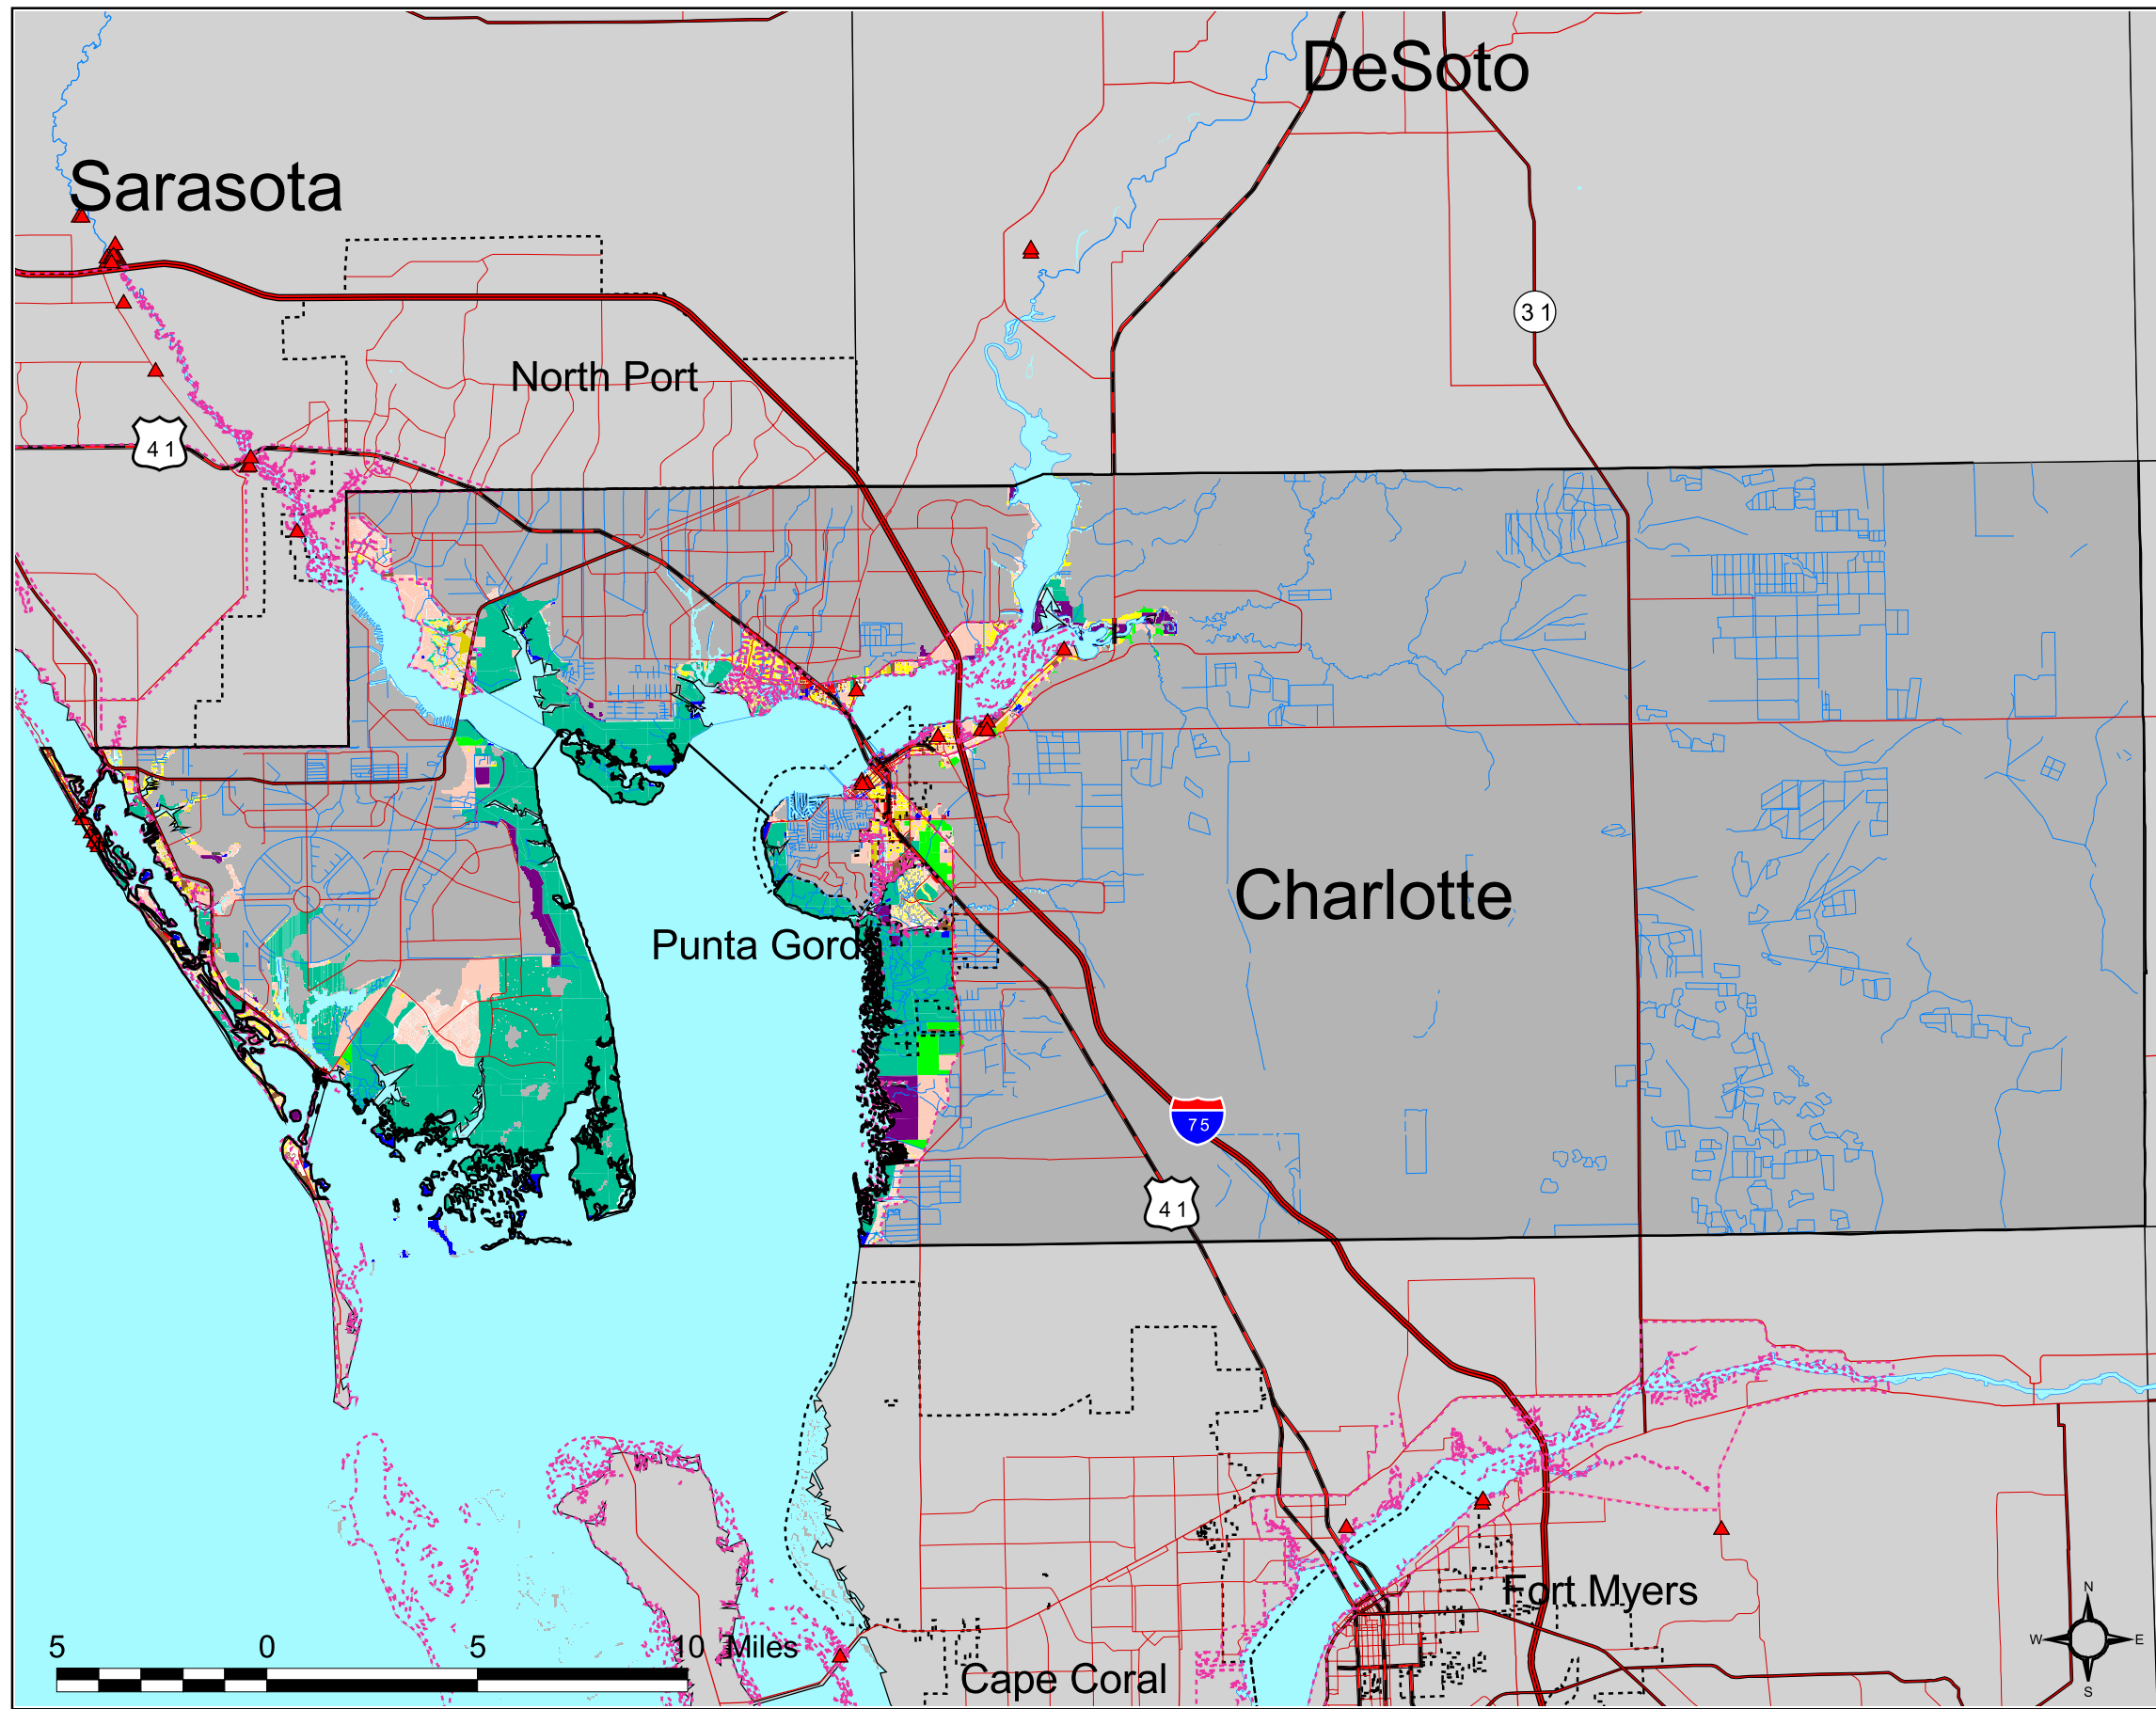 DeSoto
Sarasota
31
North Port
41
Charlotte
Punta Gord
75
41
Fort Myers
N
W E
S
5 0 5 10 Miles
Cape Coral